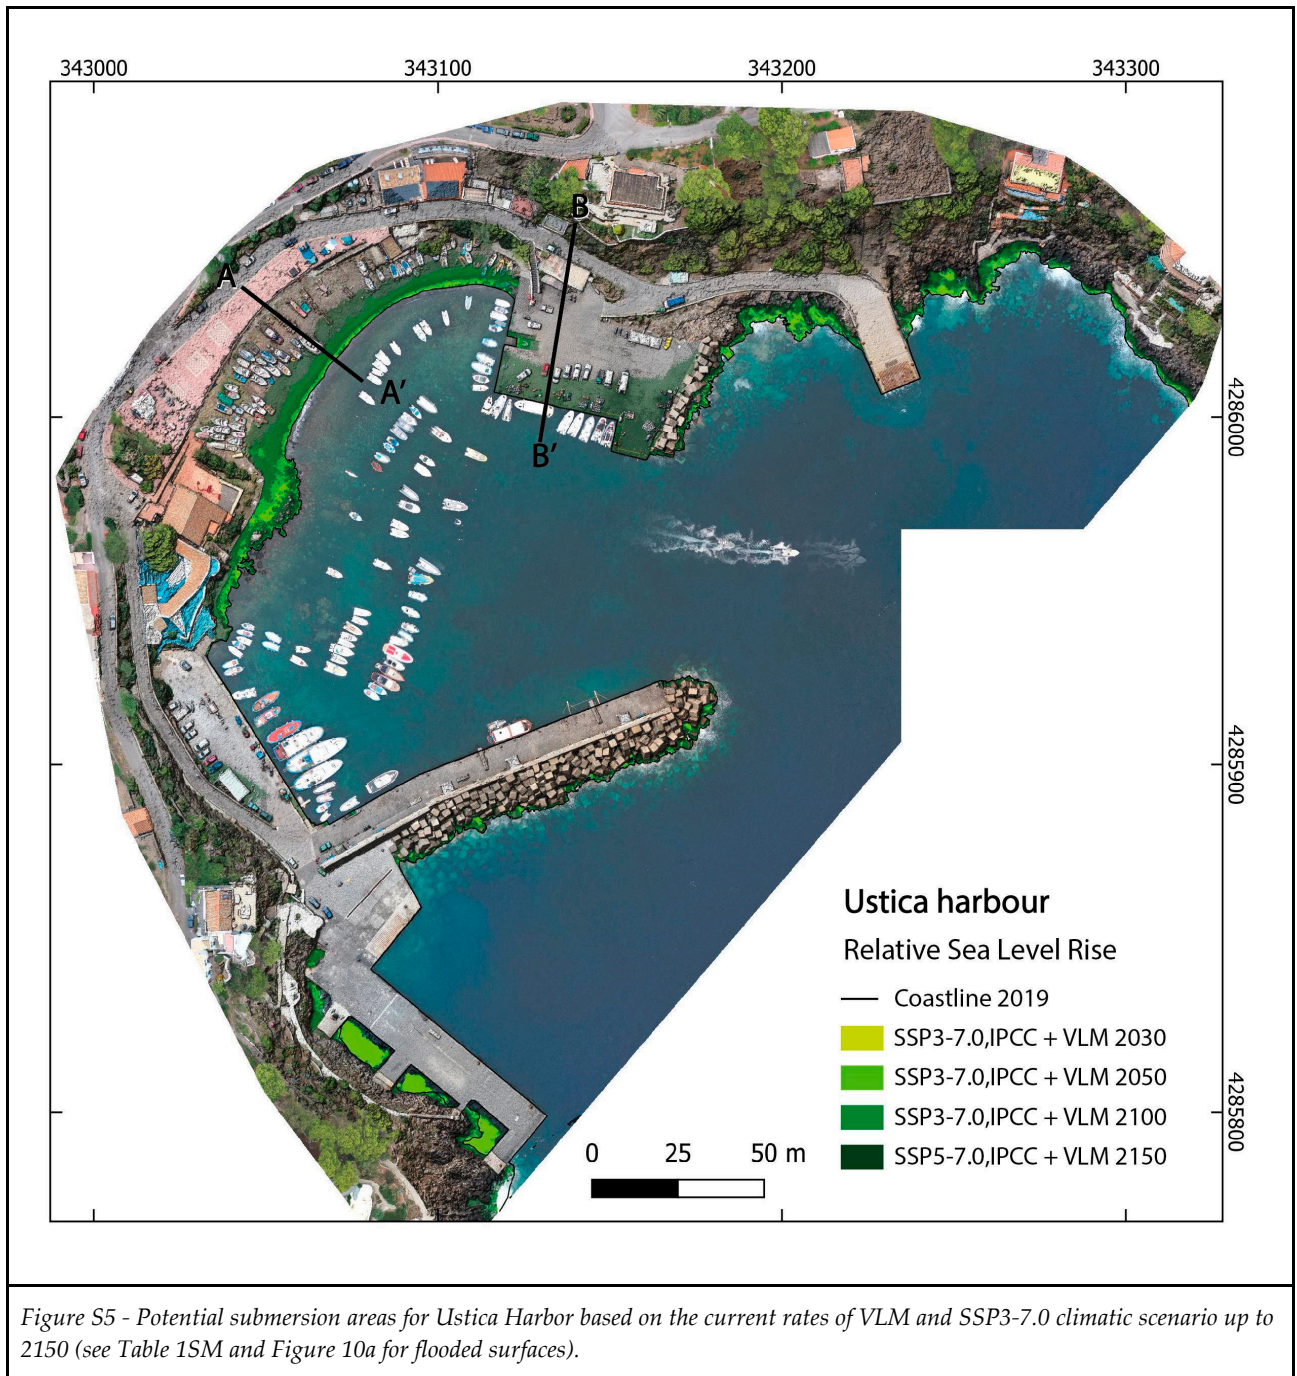 343000 343100 343200 343300
B
A
A′
B′
4286000
4285900
4285800
Ustica harbour
Relative Sea Level Rise
Coastline 2019
SSP3-7.0,IPCC + VLM 2030
SSP3-7.0,IPCC + VLM 2050
SSP3-7.0,IPCC + VLM 2100
SSP5-7.0,IPCC + VLM 2150
0 25 50 m
Figure S5 - Potential submersion areas for Ustica Harbor based on the current rates of VLM and SSP3-7.0 climatic scenario up to
2150 (see Table 1SM and Figure 10a for flooded surfaces).